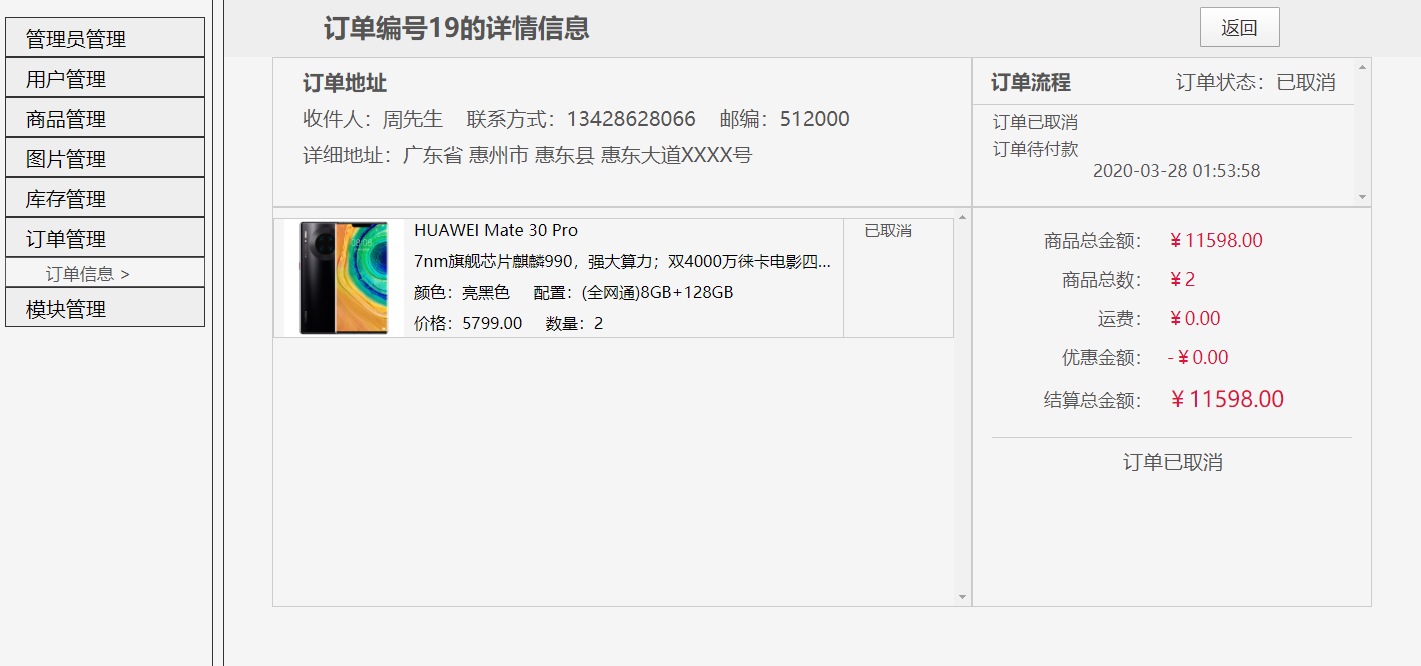 管理员管理
用户管理
商品管理
图片管理
库存管理
订单管理
订单信息 >
模块管理
订单编号19的详情信息
返回
订单地址
收件人：周先生 联系方式：13428628066 邮编：512000
详细地址：广东省 惠州市 惠东县 惠东大道XXXX号
订单流程 订单状态：已取消
订单已取消
订单待付款
2020-03-28 01:53:58
HUAWEI Mate 30 Pro
7nm旗舰芯片麒麟990，强大算力；双4000万徕卡电影四...
颜色：亮黑色 配置：(全网通)8GB+128GB
价格：5799.00 数量：2
已取消
商品总金额：￥11598.00
商品总数：￥2
运费：￥0.00
优惠金额：-￥0.00
结算总金额：￥11598.00
订单已取消